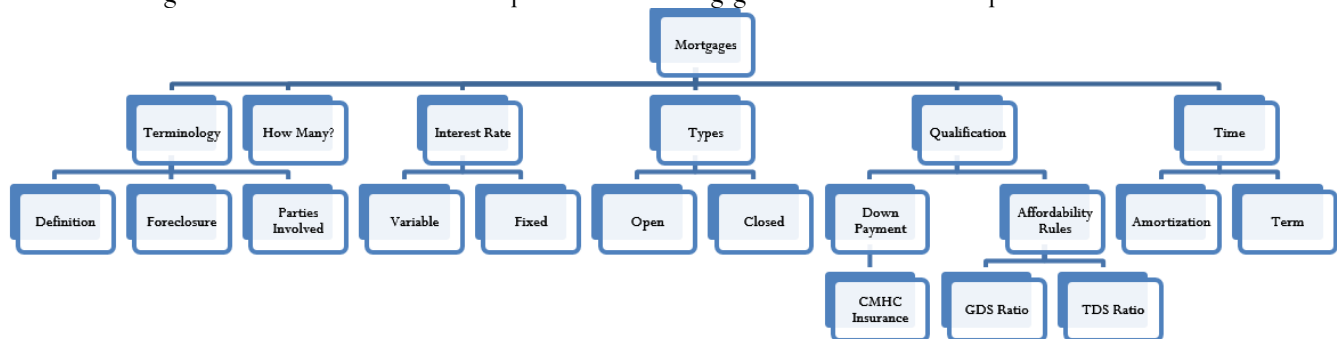 Mortgages
Terminology
How Many?
Interest Rate
Types
Qualification
Time
Definition
Foreclosure
Parties
Involved
Variable
Fixed
Open
Closed
Down
Payment
Affordability
Rules
Amortization
Term
CMHC
Insurance
GDS Ratio
TDS Ratio